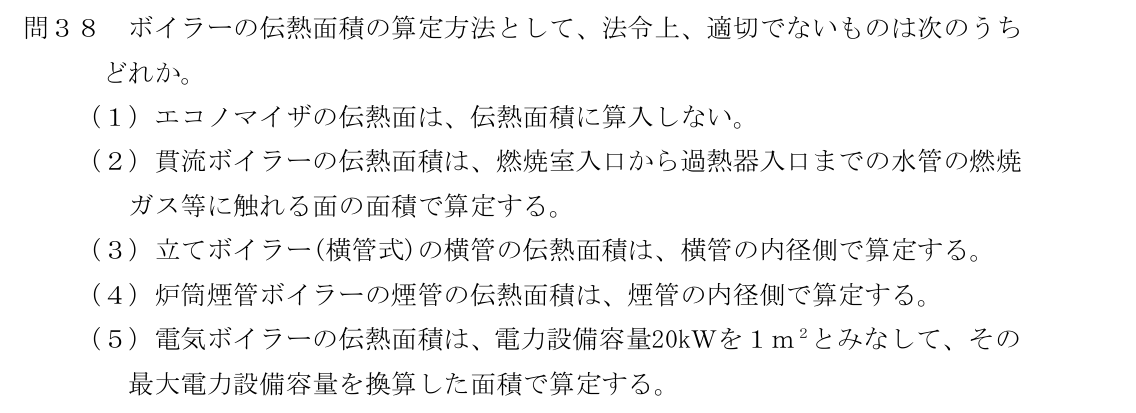 問３８　ボイラーの伝熱面積の算定方法として、法令上、適切でないものは次のうち
どれか。
（１）エコノマイザの伝熱面は、伝熱面積に算入しない。
（２）貫流ボイラーの伝熱面積は、燃焼室入口から過熱器入口までの水管の燃焼
ガス等に触れる面の面積で算定する。
（３）立てボイラー(横管式)の横管の伝熱面積は、横管の内径側で算定する。
（４）炉筒煙管ボイラーの煙管の伝熱面積は、煙管の内径側で算定する。
（５）電気ボイラーの伝熱面積は、電力設備容量20kWを１ｍ²とみなして、その
最大電力設備容量を換算した面積で算定する。